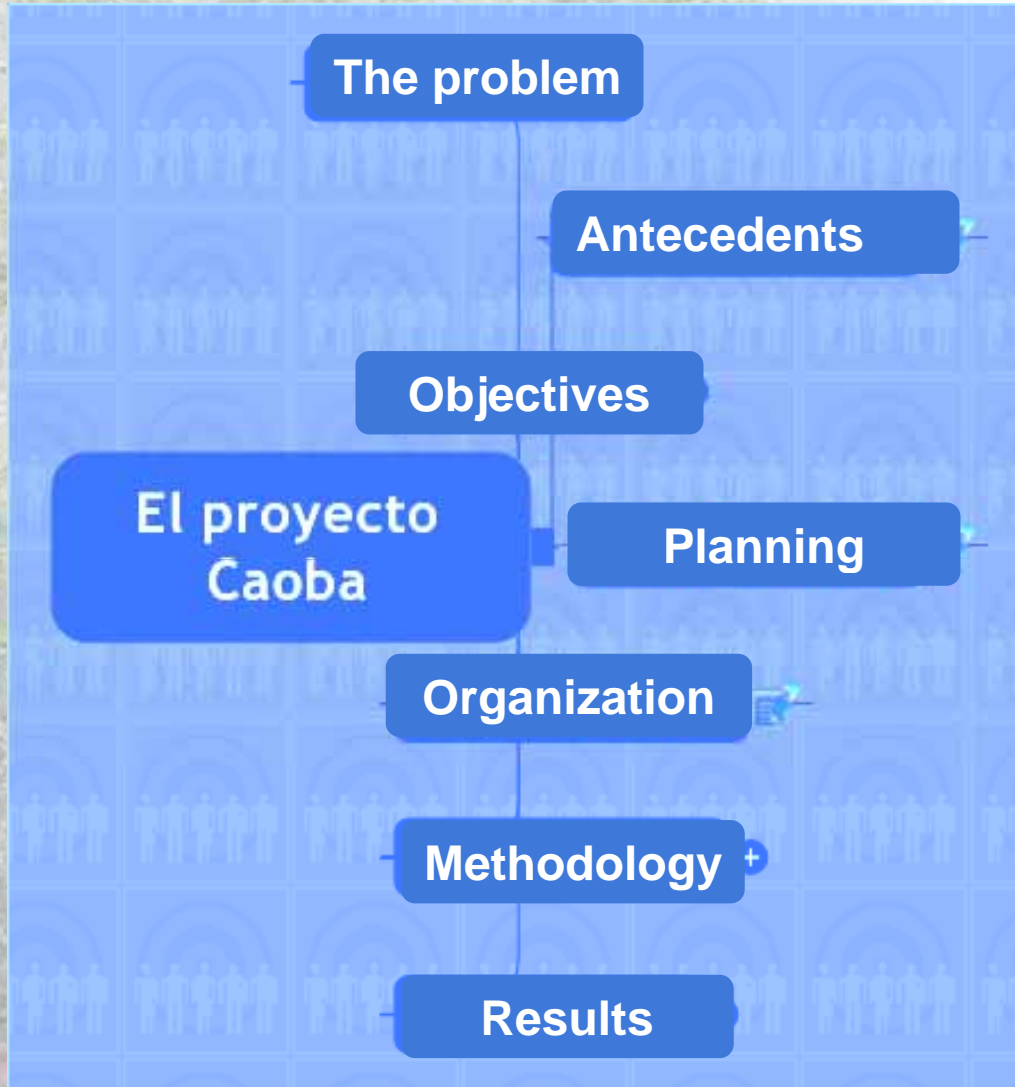 The problem
Antecedents
Objectives
El proyecto
Caoba
Planning
Organization
Methodology
Results